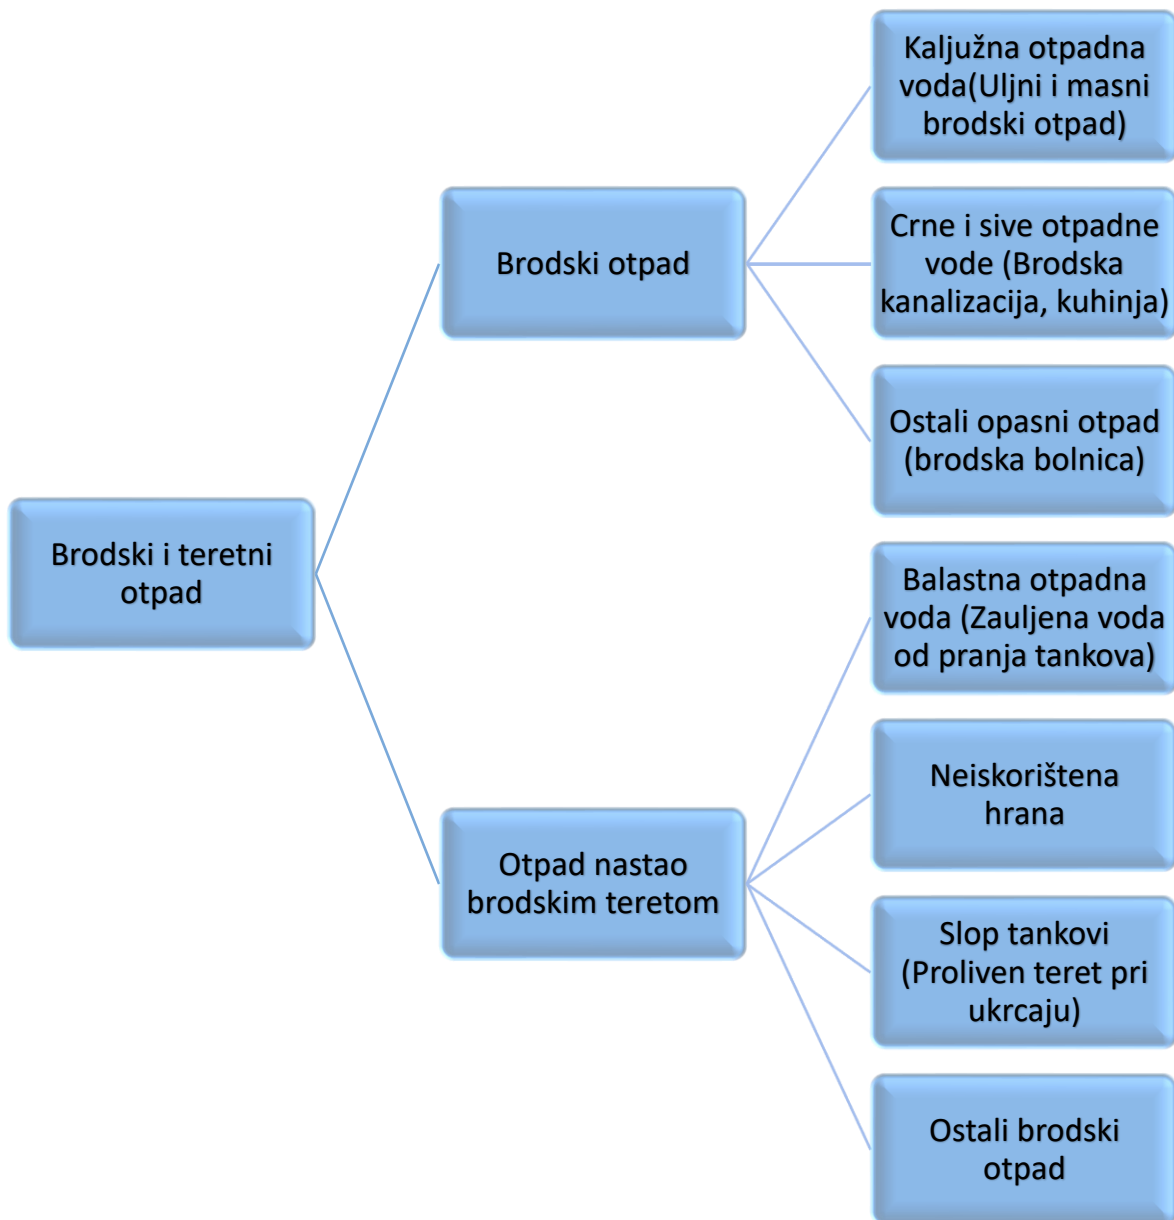 Kaljužna otpadna
voda(Uljni i masni
brodski otpad)
Brodski otpad
Crne i sive otpadne
vode (Brodska
kanalizacija, kuhinja)
Ostali opasni otpad
(brodska bolnica)
Brodski i teretni
otpad
Balastna otpadna
voda (Zauljena voda
od pranja tankova)
Neiskorištena
hrana
Otpad nastao
brodskim teretom
Slop tankovi
(Proliven teret pri
ukrcaju)
Ostali brodski
otpad